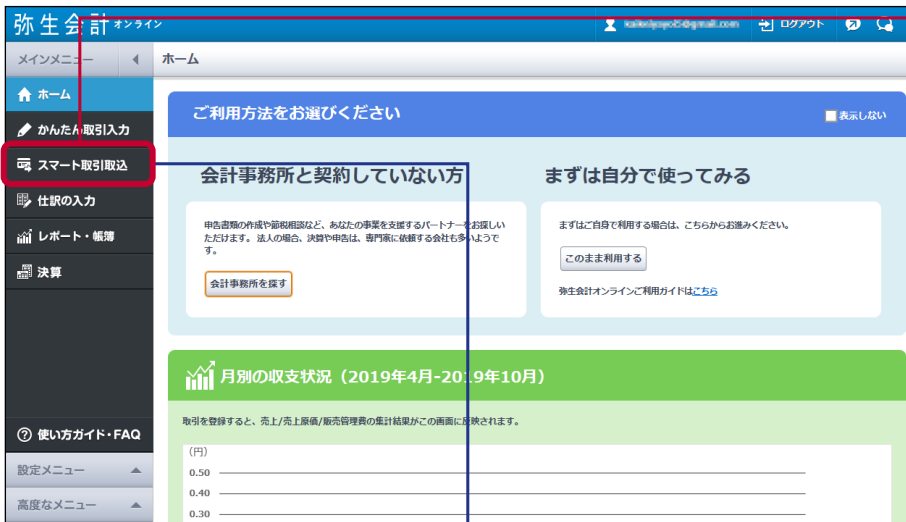 弥生会計 オンライン
ログアウト
メインメニュー
ホーム
ホーム
かんたん取引入力
スマート取引取込
仕訳の入力
レポート・帳簿
決算
使い方ガイド・FAQ
設定メニュー
高度なメニュー
ご利用方法をお選びください
表示しない
会計事務所と契約していない方
申告書類の作成や節税相談など、あなたの事業を支援するパートナーをお探しい
ただけます。法人の場合、決算や申告は、専門家に依頼する会社も多いようで
す。
会計事務所を探す
まずは自分で使ってみる
まずはご自身で利用する場合は、こちらからお進みください。
このまま利用する
弥生会計オンラインご利用ガイドはこちら
月別の収支状況（2019年4月-2019年10月）
取引を登録すると、売上/売上原価/販売管理費の集計結果がこの画面に反映されます。
(円)
0.50
0.40
0.30